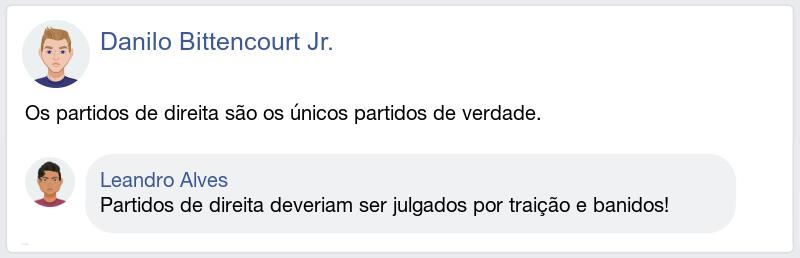 Danilo Bittencourt Jr.
Os partidos de direita são os únicos partidos de verdade.
Leandro Alves
Partidos de direita deveriam ser julgados por traição e banidos!